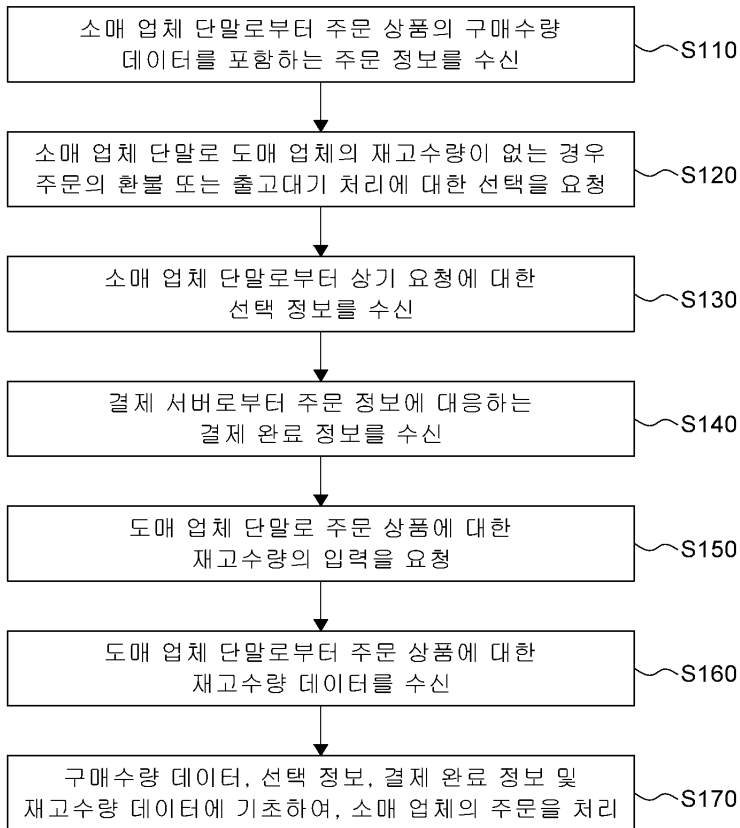 소매 업체 단말로부터 주문 상품의 구매수량
데이터를 포함하는 주문 정보를 수신
S110
소매 업체 단말로 도매 업체의 재고수량이 없는 경우
주문의 환불 또는 출고대기 처리에 대한 선택을 요청
S120
소매 업체 단말로부터 상기 요청에 대한
선택 정보를 수신
S130
결제 서버로부터 주문 정보에 대응하는
결제 완료 정보를 수신
S140
도매 업체 단말로 주문 상품에 대한
재고수량의 입력을 요청
S150
도매 업체 단말로부터 주문 상품에 대한
재고수량 데이터를 수신
S160
구매수량 데이터, 선택 정보, 결제 완료 정보 및
재고수량 데이터에 기초하여, 소매 업체의 주문을 처리
S170